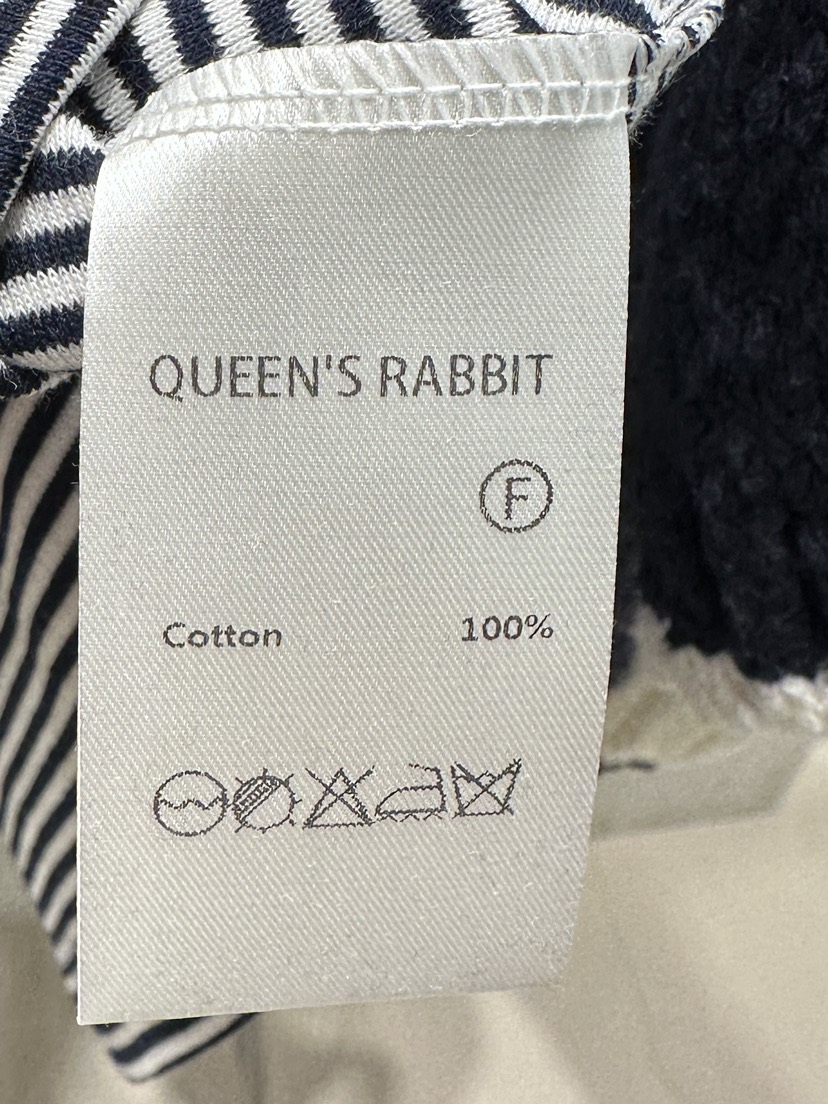 QUEEN'S RABBIT
F
Cotton 100%